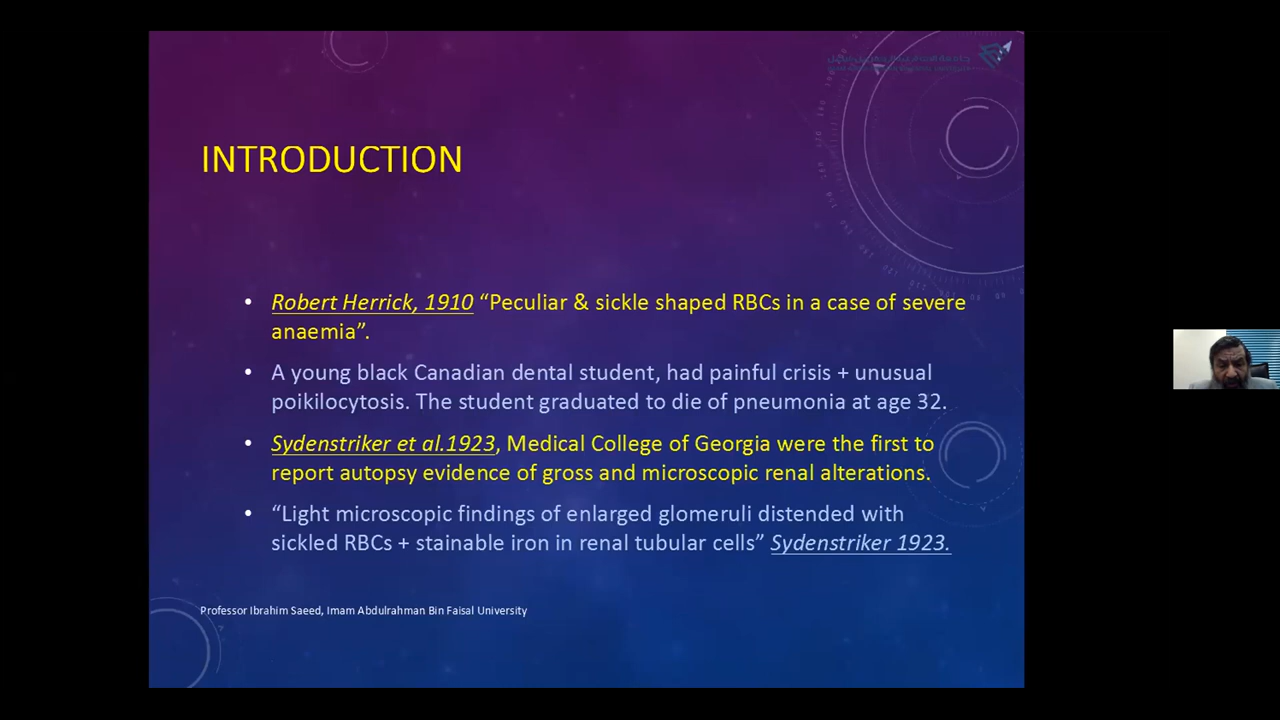 INTRODUCTION
• Robert Herrick, 1910 “Peculiar & sickle shaped RBCs in a case of severe
anaemia”.
• A young black Canadian dental student, had painful crisis + unusual
poikilocytosis. The student graduated to die of pneumonia at age 32.
• Sydenstriker et al.1923, Medical College of Georgia were the first to
report autopsy evidence of gross and microscopic renal alterations.
• “Light microscopic findings of enlarged glomeruli distended with
sickled RBCs + stainable iron in renal tubular cells” Sydenstriker 1923.
Professor Ibrahim Saeed, Imam Abdulrahman Bin Faisal University